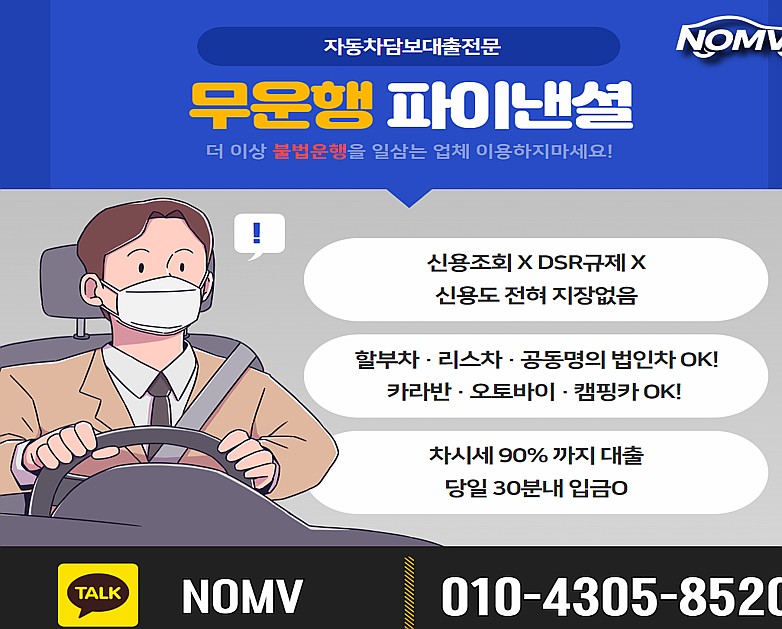 자동차담보대출전문
NOMV
무운행 파이낸셜
더 이상 불법운행을 일삼는 업체 이용하지마세요!
!
신용조회 X DSR규제 X
신용도 전혀 지장없음
할부차 · 리스차 · 공동명의 법인차 OK!
카라반 · 오토바이 · 캠핑카 OK!
차시세 90% 까지 대출
당일 30분내 입금O
TALK
NOMV
010-4305-8520